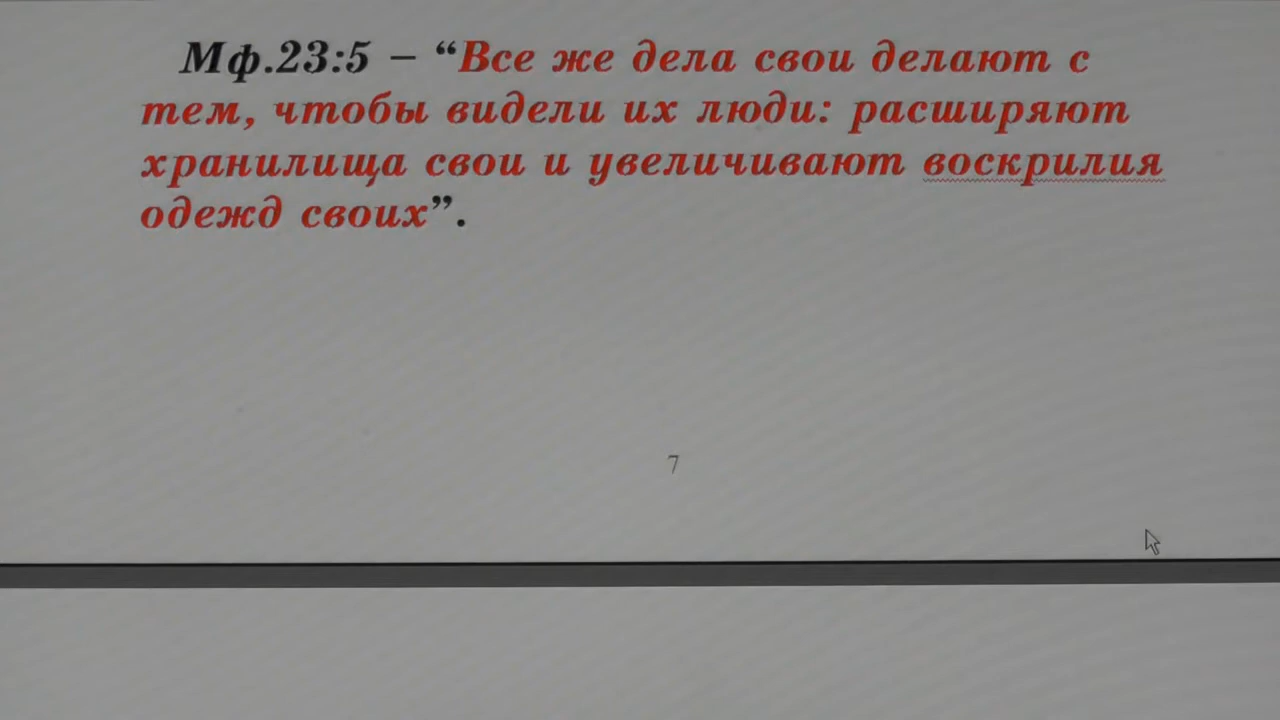 Мф.23:5 – “Все же дела свои делают с
тем, чтобы видели их люди: расширяют
хранилища свои и увеличивают воскрилия
одежд своих”.
7